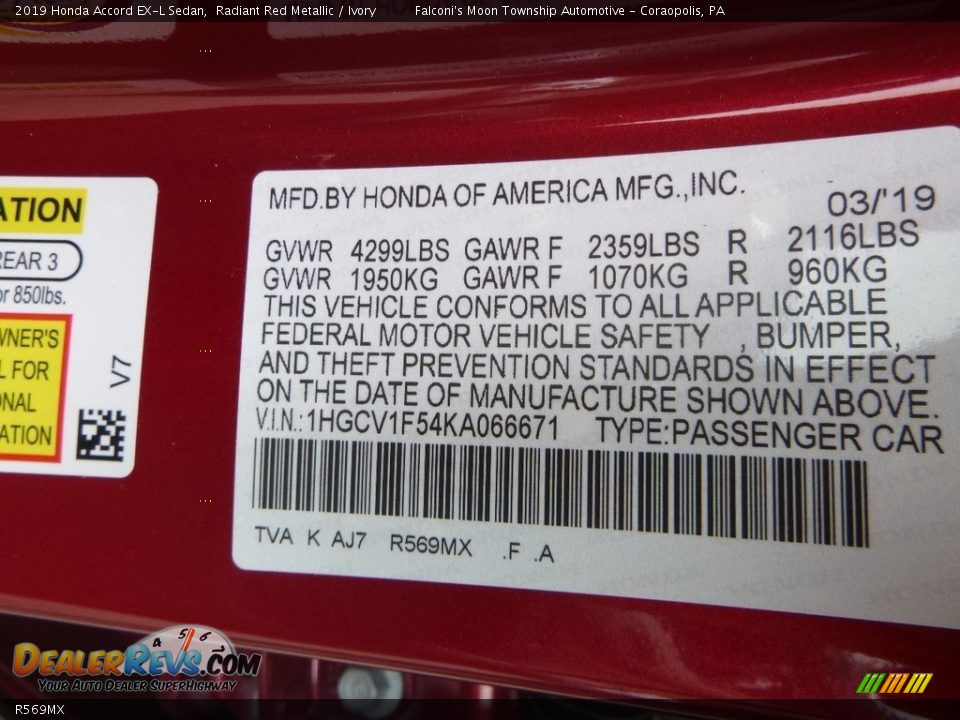 2019 Honda Accord EX-L Sedan, Radiant Red Metallic / Ivory Falconi's Moon Township Automotive - Coraopolis, PA
ATION
REAR 3
or 850lbs.
WNER'S
L FOR
ONAL
ATION
V7
MFD.BY HONDA OF AMERICA MFG.,INC.
03/'19
GVWR 4299LBS GAWR F 2359LBS R 2116LBS
GVWR 1950KG GAWR F 1070KG R 960KG
THIS VEHICLE CONFORMS TO ALL APPLICABLE
FEDERAL MOTOR VEHICLE SAFETY , BUMPER,
AND THEFT PREVENTION STANDARDS IN EFFECT
ON THE DATE OF MANUFACTURE SHOWN ABOVE.
V.I.N.:1HGCV1F54KA066671 TYPE:PASSENGER CAR
TVA K AJ7 R569MX .F .A
4 5 6
DEALERREVS.COM
YOUR AUTO DEALER SUPERHIGHWAY
R569MX